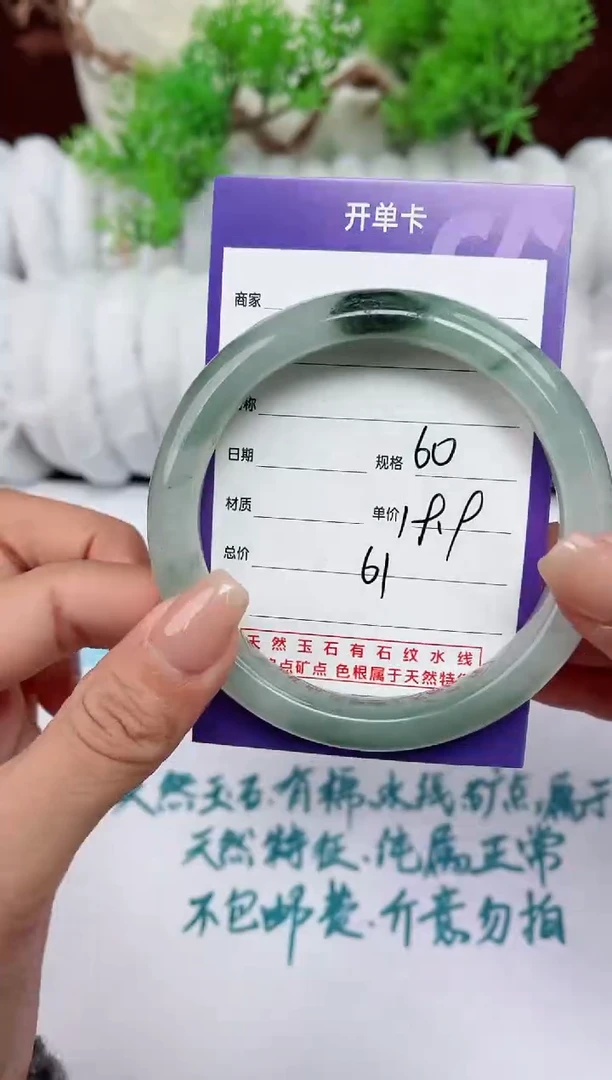 开单卡
商家
称
日期
规格 60
材质
单价
总价 61
天然玉石有石纹水线
点矿点 色根属于天然特
天然玉石.有棉.水线.矿点,属于
天然特征.纯属正常
不包邮费.介意勿拍